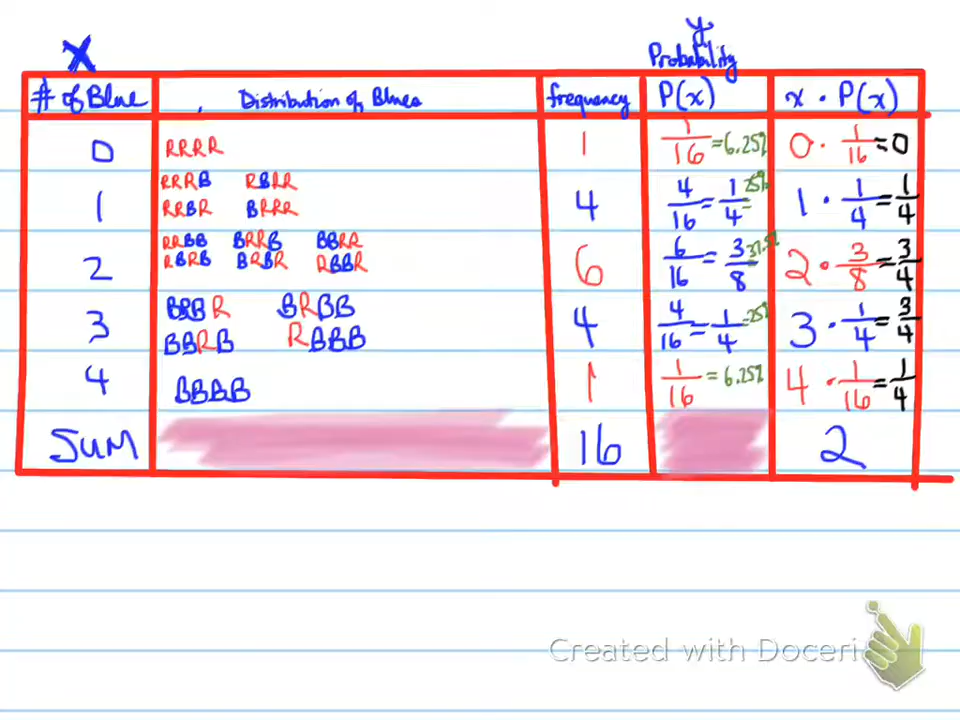 X
y
Probability
# of Blue Distribution of Blues frequency P(x) x · P(x)
0 RRRR 1 1/16 = 6.25% 0 · 1/16 = 0
RRRB RBRR
1 4 4/16 = 1/4 = 25% 1 · 1/4 = 1/4
RRBR BRRR
RRBB BRRB BBRR
2 6 6/16 = 3/8 = 37.5% 2 · 3/8 = 3/4
RBRB BRBR RBBR
BBBR BRBB
3 4 4/16 = 1/4 = 25% 3 · 1/4 = 3/4
BBRB RBBB
4 BBBB 1 1/16 = 6.25% 4 · 1/16 = 1/4
SUM 16 2
Created with Doceri